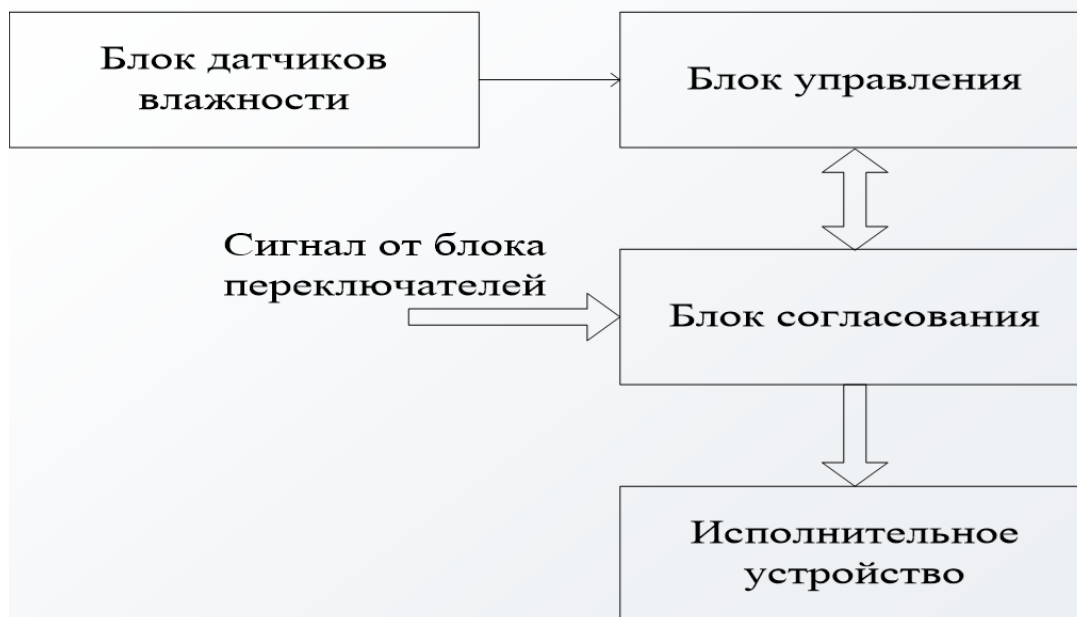 Блок датчиков
влажности
Блок управления
Сигнал от блока
переключателей
Блок согласования
Исполнительное
устройство